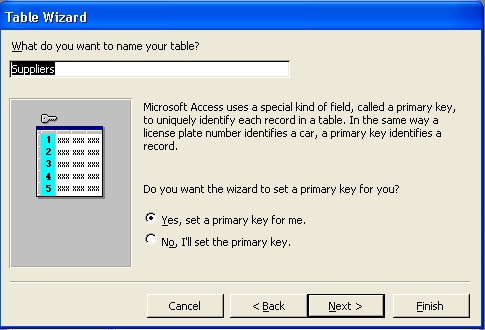 Table Wizard
What do you want to name your table?
Suppliers
Microsoft Access uses a special kind of field, called a primary key,
to uniquely identify each record in a table. In the same way a
license plate number identifies a car, a primary key identifies a
record.
1 xxx xxx xxx
2 xxx xxx xxx
3 xxx xxx xxx
4 xxx xxx xxx
5 xxx xxx xxx
Do you want the wizard to set a primary key for you?
Yes, set a primary key for me.
No, I'll set the primary key.
Cancel
< Back
Next >
Finish